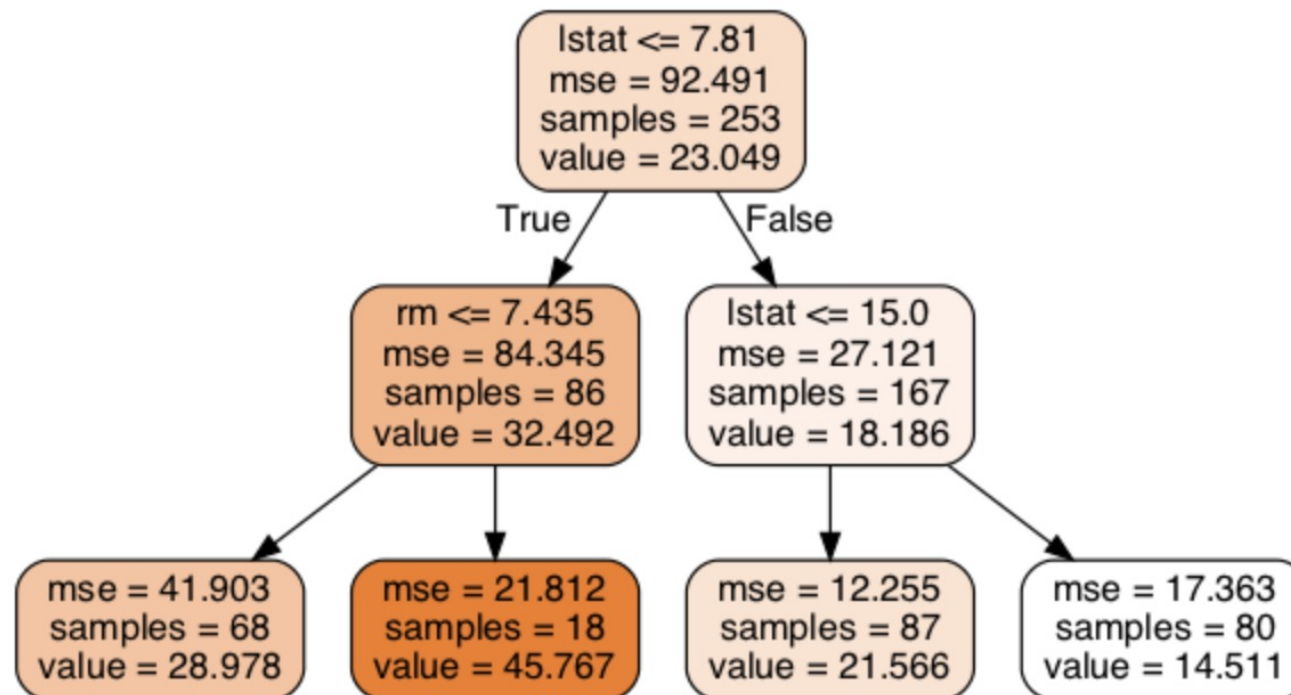 lstat <= 7.81
mse = 92.491
samples = 253
value = 23.049
True
False
rm <= 7.435
mse = 84.345
samples = 86
value = 32.492
lstat <= 15.0
mse = 27.121
samples = 167
value = 18.186
mse = 41.903
samples = 68
value = 28.978
mse = 21.812
samples = 18
value = 45.767
mse = 12.255
samples = 87
value = 21.566
mse = 17.363
samples = 80
value = 14.511